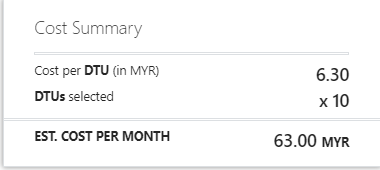 Cost Summary
Cost per DTU (in MYR) 6.30
DTUs selected x 10
EST. COST PER MONTH 63.00 MYR